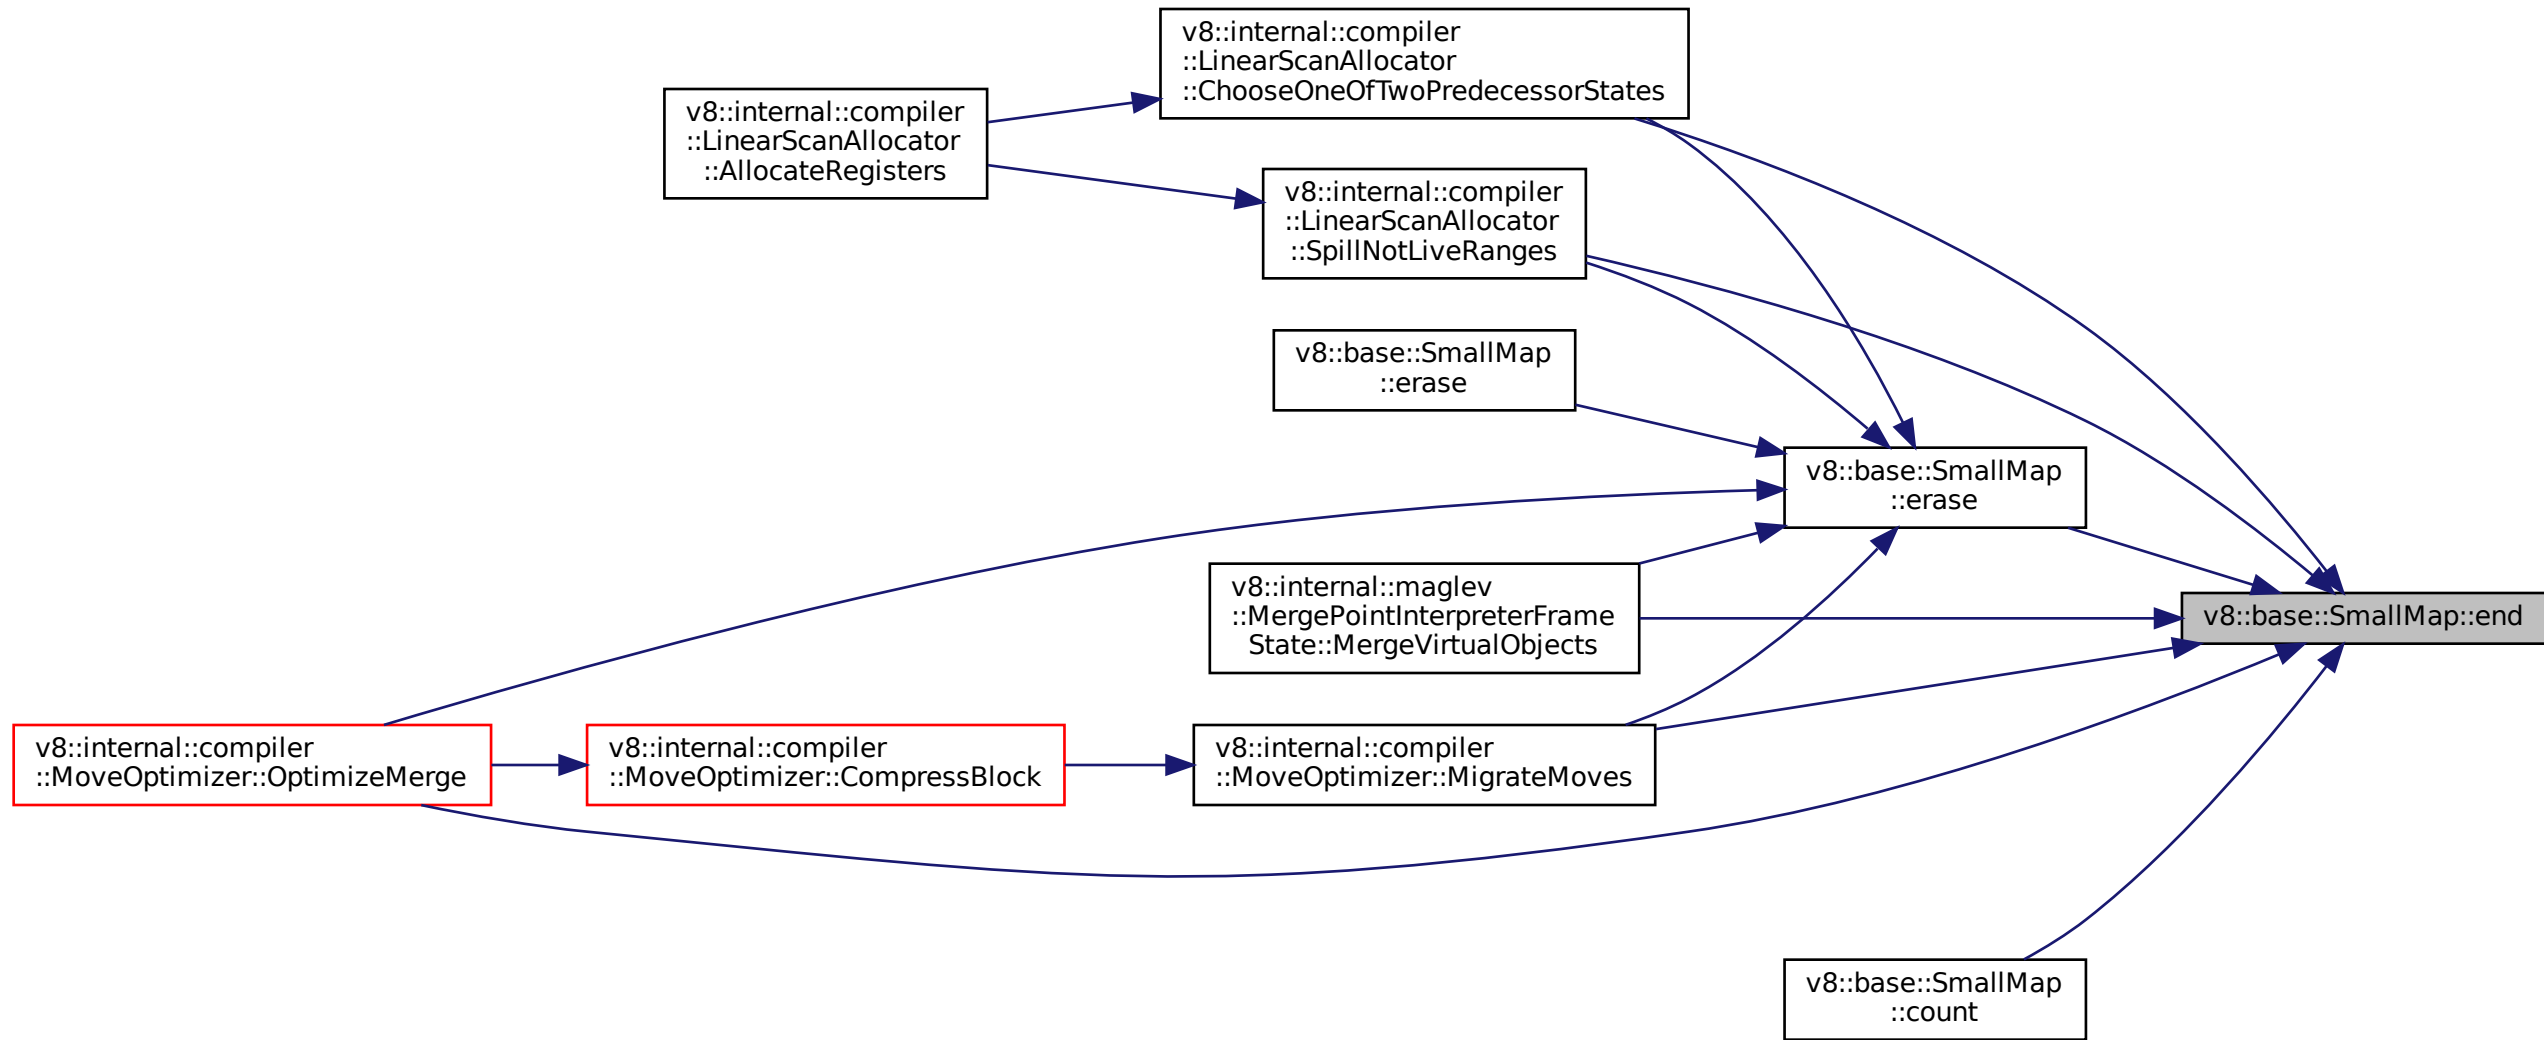 v8::internal::compiler
::LinearScanAllocator
::ChooseOneOfTwoPredecessorStates
v8::internal::compiler
::LinearScanAllocator
::AllocateRegisters
v8::internal::compiler
::LinearScanAllocator
::SpillNotLiveRanges
v8::base::SmallMap
::erase
v8::base::SmallMap
::erase
v8::internal::maglev
::MergePointInterpreterFrame
State::MergeVirtualObjects
v8::base::SmallMap::end
v8::internal::compiler
::MoveOptimizer::OptimizeMerge
v8::internal::compiler
::MoveOptimizer::CompressBlock
v8::internal::compiler
::MoveOptimizer::MigrateMoves
v8::base::SmallMap
::count